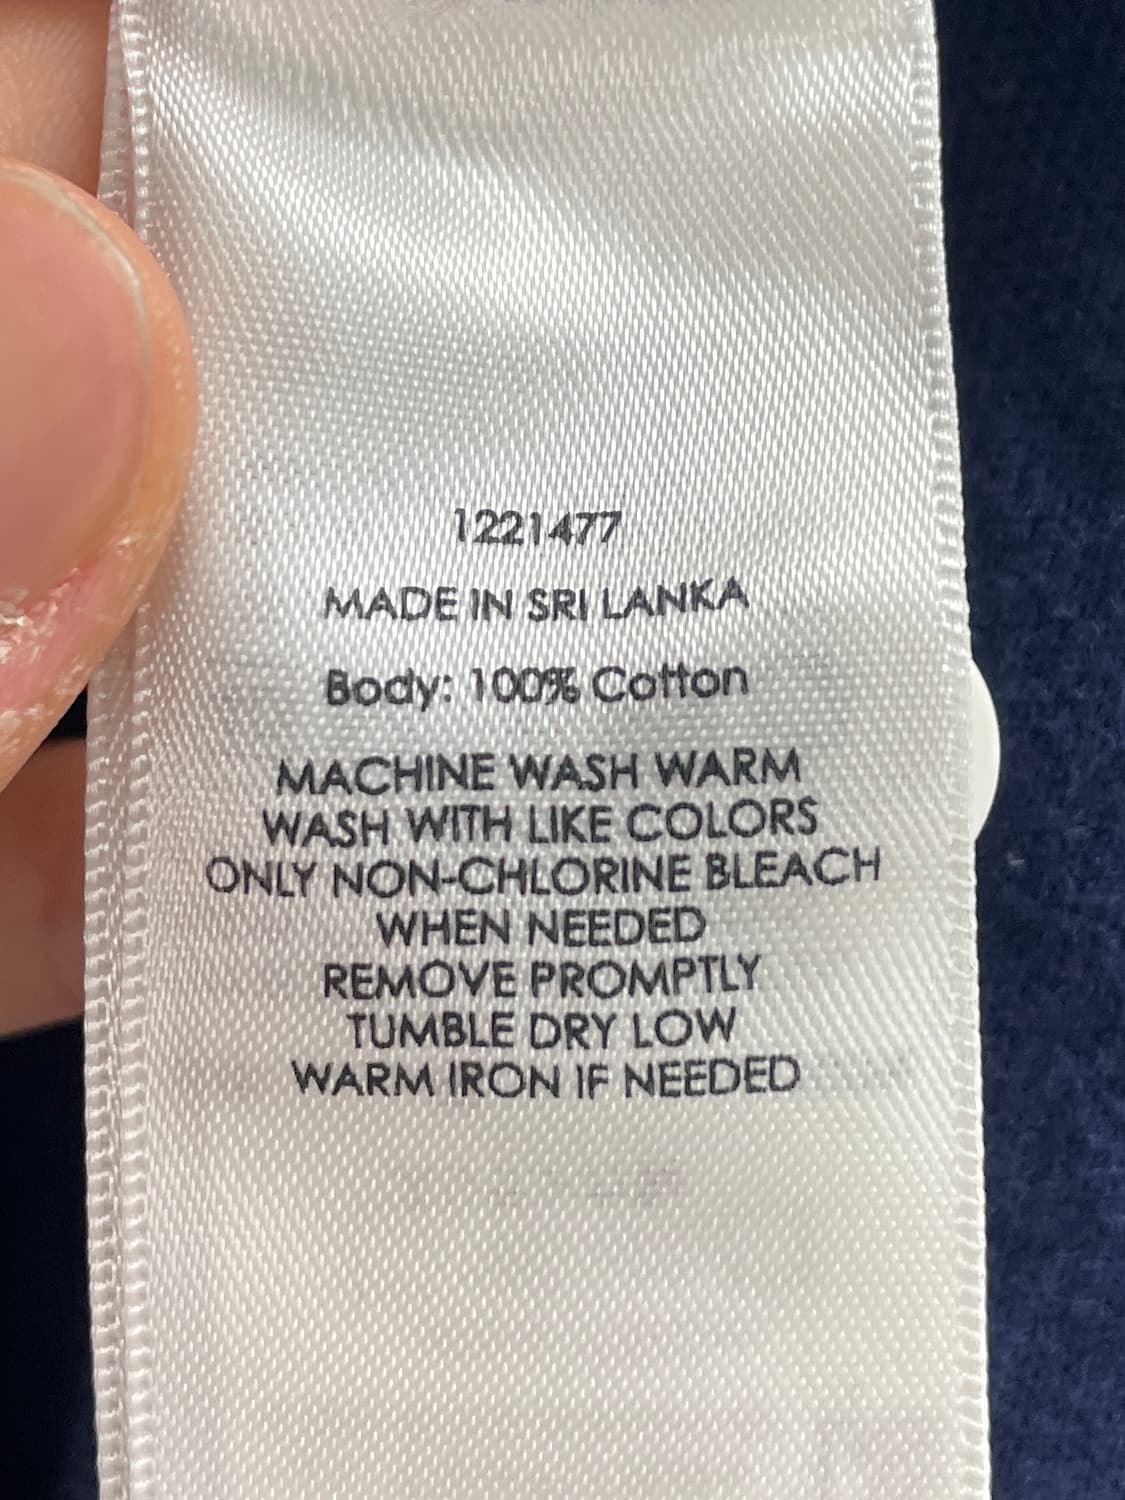 1221477
MADE IN SRI LANKA
Body: 100% Cotton
MACHINE WASH WARM
WASH WITH LIKE COLORS
ONLY NON-CHLORINE BLEACH
WHEN NEEDED
REMOVE PROMPTLY
TUMBLE DRY LOW
WARM IRON IF NEEDED